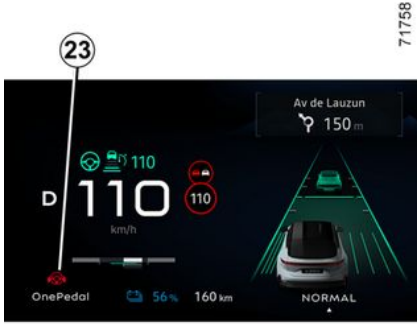 71758
23
Av de Lauzun
150 m
110
D 110 110
km/h
OnePedal 56% 160 km NORMAL